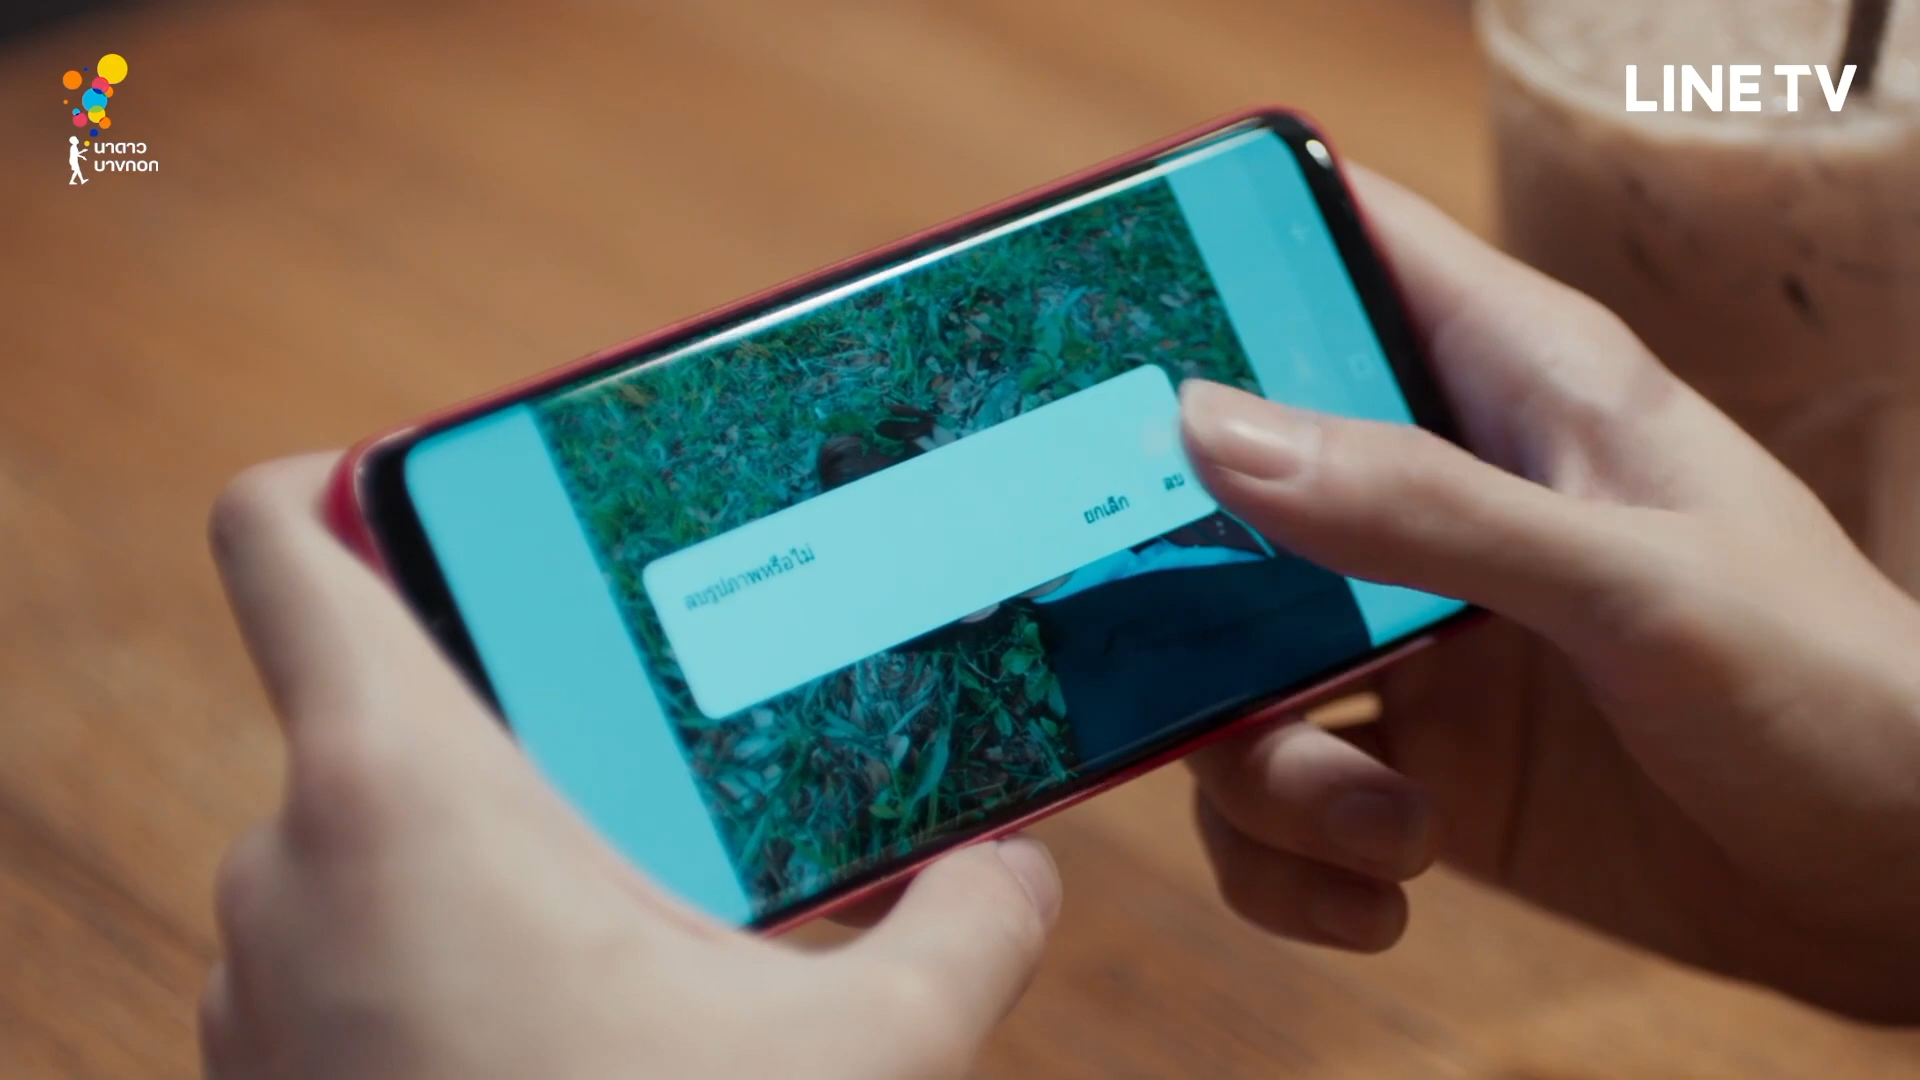 นาดาว
บางกอก
LINE TV
ลบรูปภาพหรือไม่
ยกเลิก ลบ